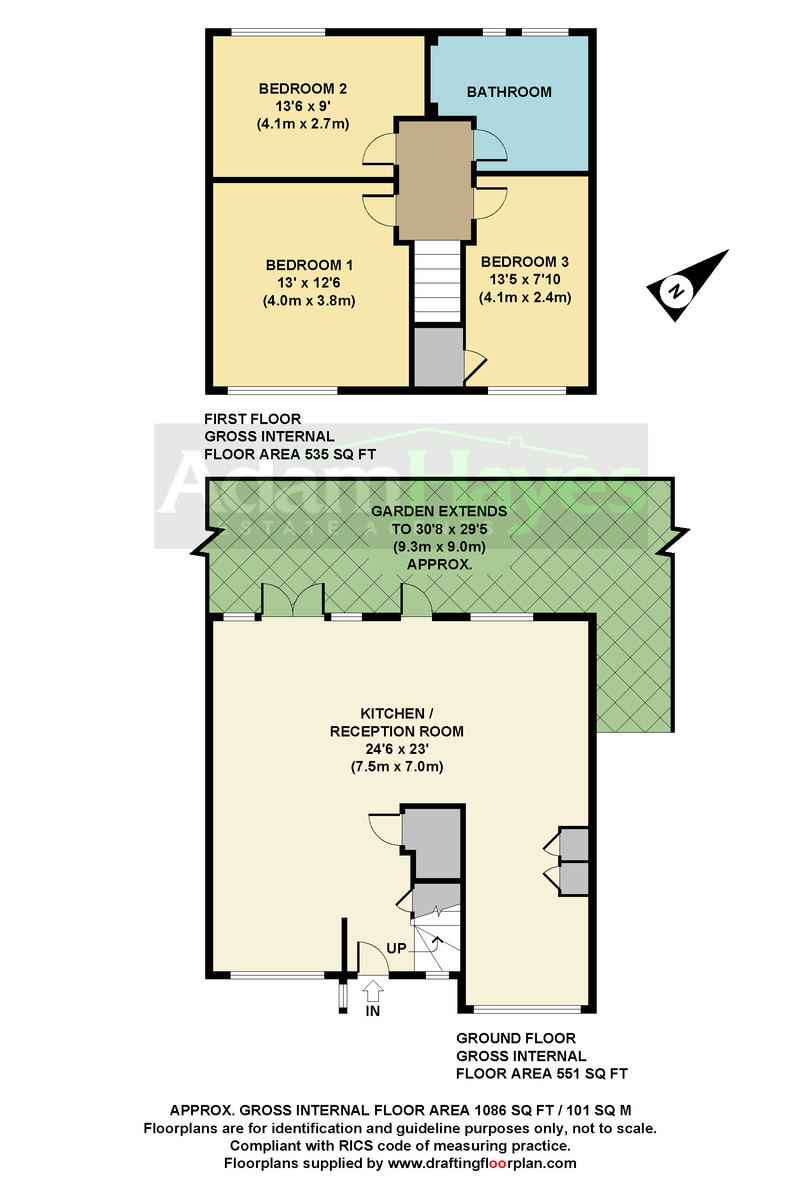 BEDROOM 2
13'6 x 9'
(4.1m x 2.7m)
BATHROOM
BEDROOM 1
13' x 12'6
(4.0m x 3.8m)
BEDROOM 3
13'5 x 7'10
(4.1m x 2.4m)
N
FIRST FLOOR
GROSS INTERNAL
FLOOR AREA 535 SQ FT
AdamHayes
ESTATE AGENTS
GARDEN EXTENDS
TO 30'8 x 29'5
(9.3m x 9.0m)
APPROX.
KITCHEN /
RECEPTION ROOM
24'6 x 23'
(7.5m x 7.0m)
UP
IN
GROUND FLOOR
GROSS INTERNAL
FLOOR AREA 551 SQ FT
APPROX. GROSS INTERNAL FLOOR AREA 1086 SQ FT / 101 SQ M
Floorplans are for identification and guideline purposes only, not to scale.
Compliant with RICS code of measuring practice.
Floorplans supplied by www.draftingfloorplan.com